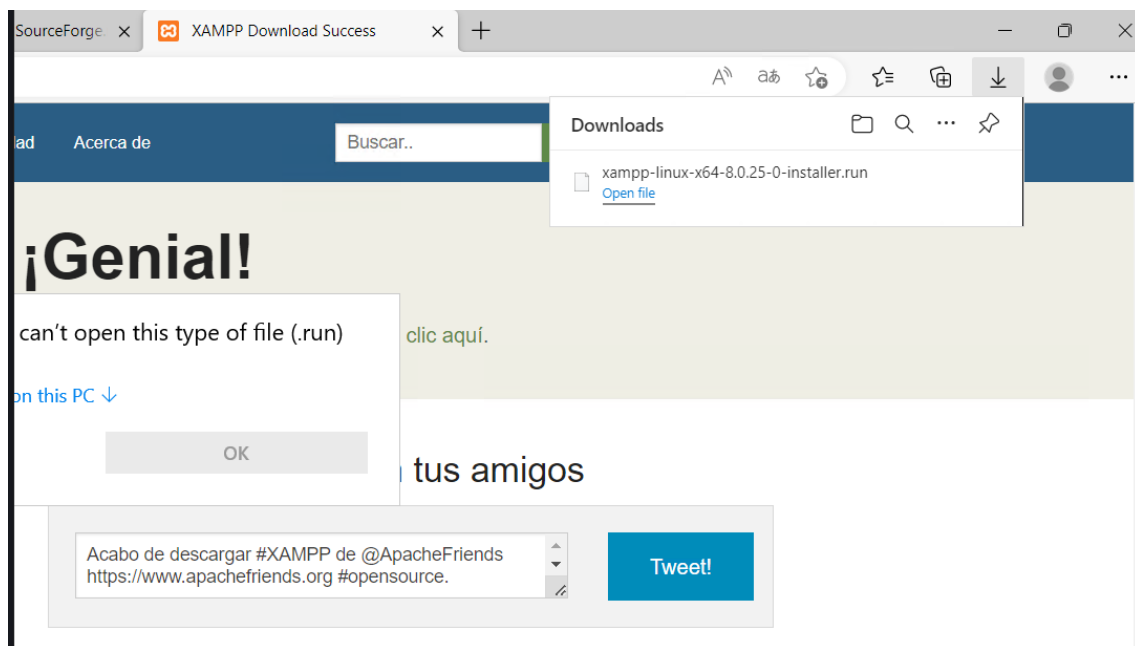 SourceForge
XAMPP Download Success
dad
Acerca de
Buscar..
Downloads
xampp-linux-x64-8.0.25-0-installer.run
Open file
¡Genial!
can't open this type of file (.run)
clic aquí.
on this PC
OK
tus amigos
Acabo de descargar #XAMPP de @ApacheFriends
https://www.apachefriends.org #opensource.
Tweet!